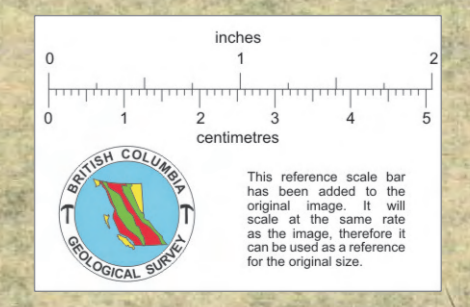 inches
0 1 2
0 1 2 3 4 5
centimetres
BRITISH COLUMBIA
GEOLOGICAL SURVEY
This reference scale bar
has been added to the
original image. It will
scale at the same rate
as the image, therefore it
can be used as a reference
for the original size.